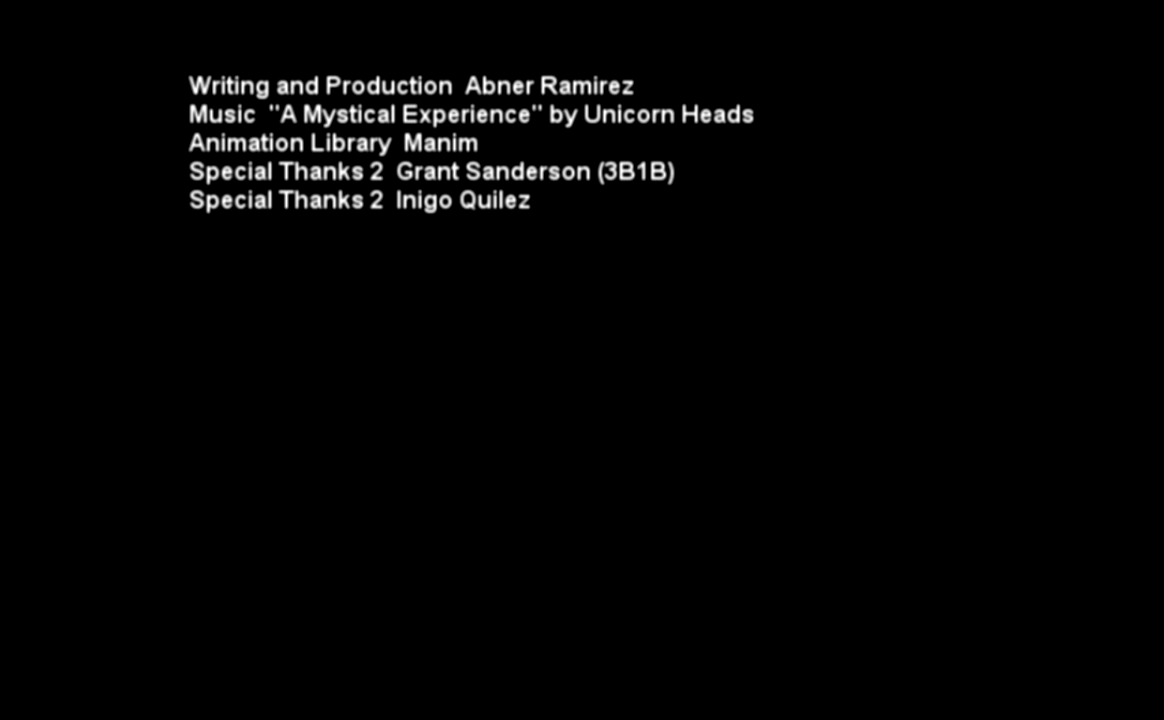 Writing and Production  Abner Ramirez
Music  "A Mystical Experience" by Unicorn Heads
Animation Library  Manim
Special Thanks 2  Grant Sanderson (3B1B)
Special Thanks 2  Inigo Quilez